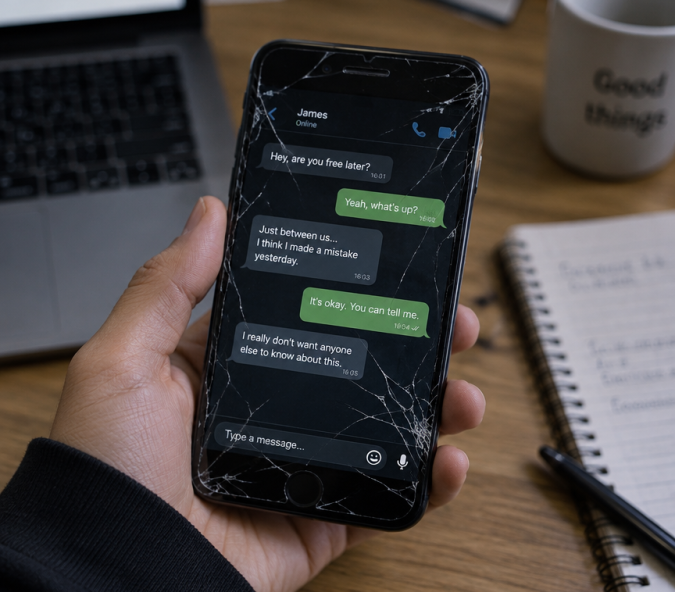 James
Online
Hey, are you free later?
16:01
Yeah, what's up?
16:02
Just between us...
I think I made a mistake
yesterday.
16:03
It's okay. You can tell me.
16:04
I really don't want anyone
else to know about this.
16:05
Type a message...
Good
things